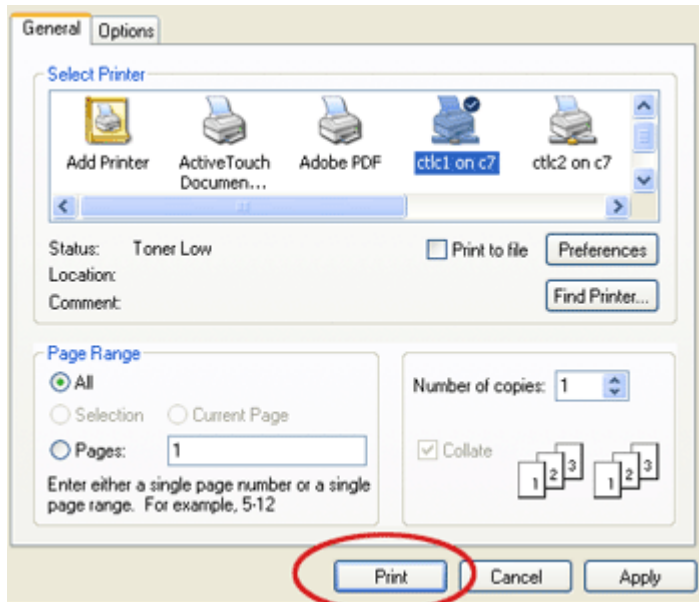 General Options
Select Printer
Add Printer ActiveTouch Documen... Adobe PDF ctlc1 on c7 ctlc2 on c7
Status: Toner Low Print to file Preferences
Location:
Comment: Find Printer...
Page Range
All Number of copies: 1
Selection Current Page
Pages: 1 Collate
Enter either a single page number or a single
page range. For example, 5-12
1 2 3 1 2 3
Print Cancel Apply